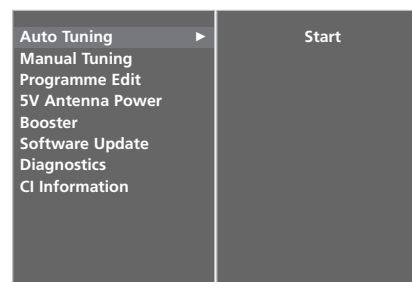 Auto Tuning ►
Start
Manual Tuning
Programme Edit
5V Antenna Power
Booster
Software Update
Diagnostics
CI Information